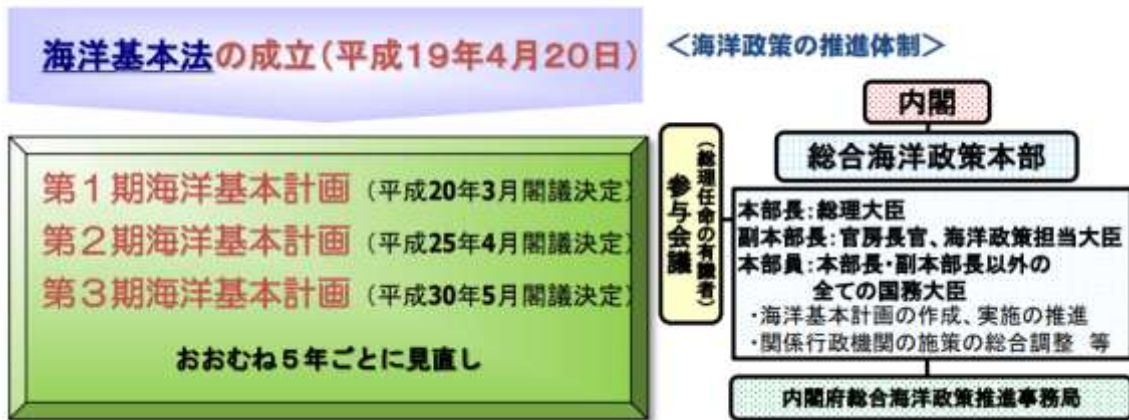 海洋基本法の成立(平成19年4月20日)
第1期海洋基本計画 (平成20年3月閣議決定)
第2期海洋基本計画 (平成25年4月閣議決定)
第3期海洋基本計画 (平成30年5月閣議決定)
おおむね5年ごとに見直し
＜海洋政策の推進体制＞
内閣
総合海洋政策本部
(総理任命の有識者)
参与会議
本部長:総理大臣
副本部長:官房長官、海洋政策担当大臣
本部員:本部長・副本部長以外の
全ての国務大臣
・海洋基本計画の作成、実施の推進
・関係行政機関の施策の総合調整 等
内閣府総合海洋政策推進事務局